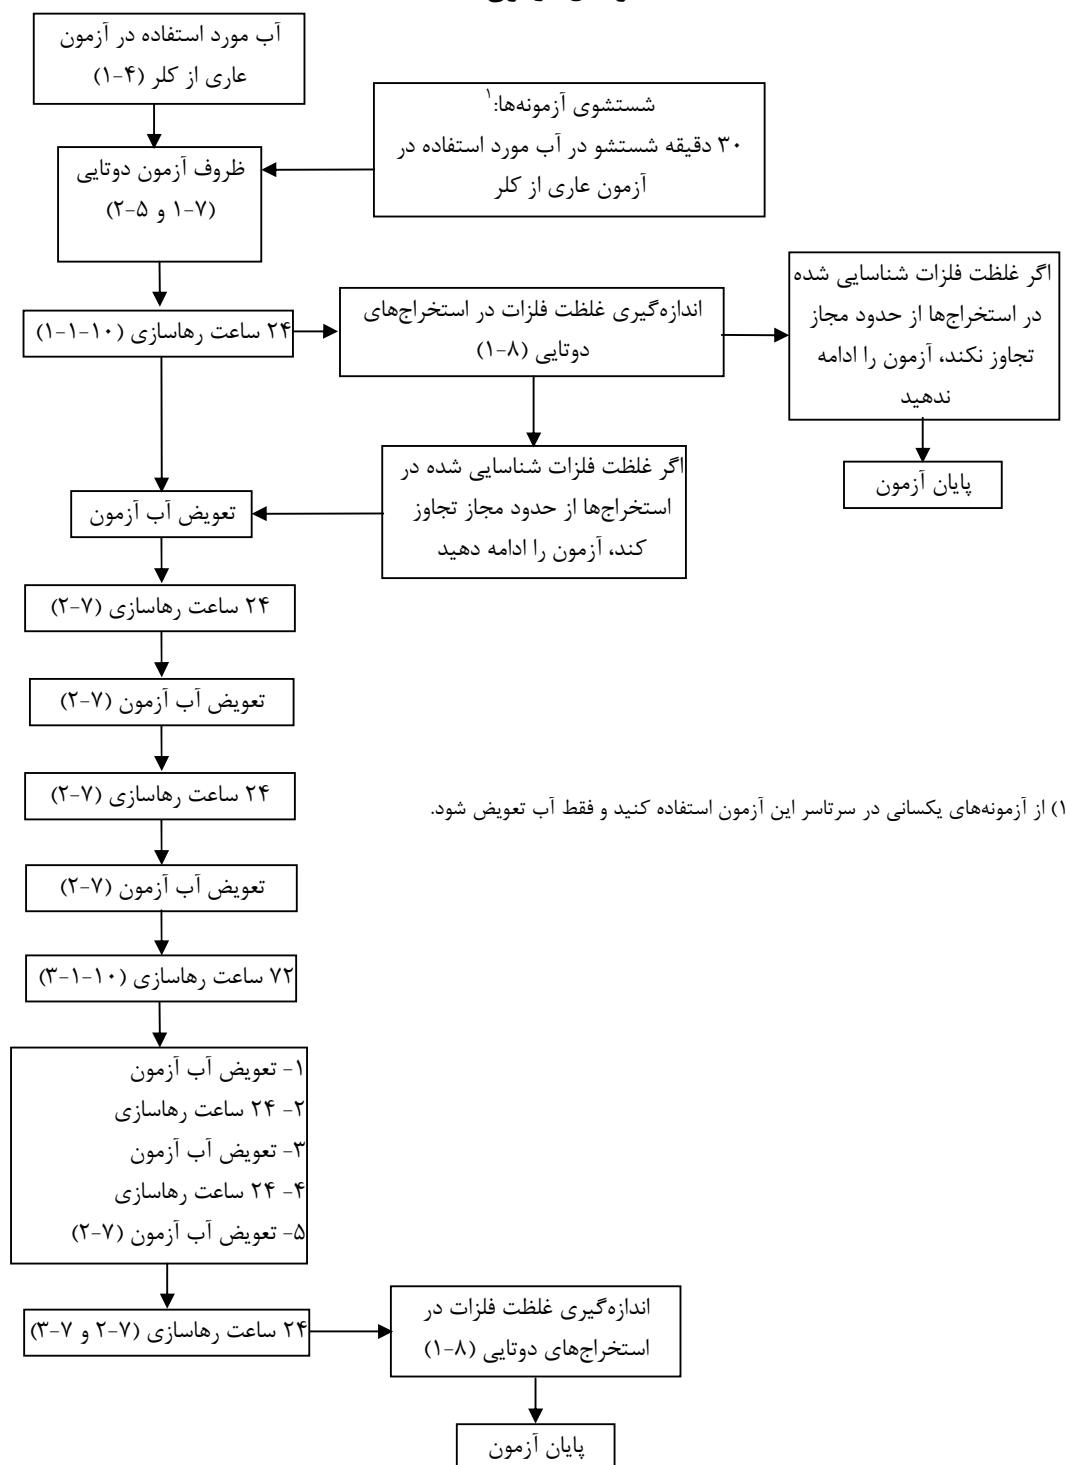 آب مورد استفاده در آزمون
عاری از کلر (۴-۱)
شستشوی آزمونه‌ها:۱
۳۰ دقیقه شستشو در آب مورد استفاده در
آزمون عاری از کلر
ظروف آزمون دوتایی
(۷-۱ و ۵-۲)
۲۴ ساعت رهاسازی (۱۰-۱-۱)
اندازه‌گیری غلظت فلزات در استخراج‌های
دوتایی (۸-۱)
اگر غلظت فلزات شناسایی شده
در استخراج‌ها از حدود مجاز
تجاوز نکند، آزمون را ادامه
ندهید
پایان آزمون
اگر غلظت فلزات شناسایی شده در
استخراج‌ها از حدود مجاز تجاوز
کند، آزمون را ادامه دهید
تعویض آب آزمون
۲۴ ساعت رهاسازی (۷-۲)
تعویض آب آزمون (۷-۲)
۲۴ ساعت رهاسازی (۷-۲)
تعویض آب آزمون (۷-۲)
۷۲ ساعت رهاسازی (۱۰-۱-۳)
۱- تعویض آب آزمون
۲- ۲۴ ساعت رهاسازی
۳- تعویض آب آزمون
۴- ۲۴ ساعت رهاسازی
۵- تعویض آب آزمون (۷-۲)
۲۴ ساعت رهاسازی (۷-۲ و ۷-۳)
اندازه‌گیری غلظت فلزات در
استخراج‌های دوتایی (۸-۱)
پایان آزمون
۱) از آزمونه‌های یکسانی در سرتاسر این آزمون استفاده کنید و فقط آب تعویض شود.